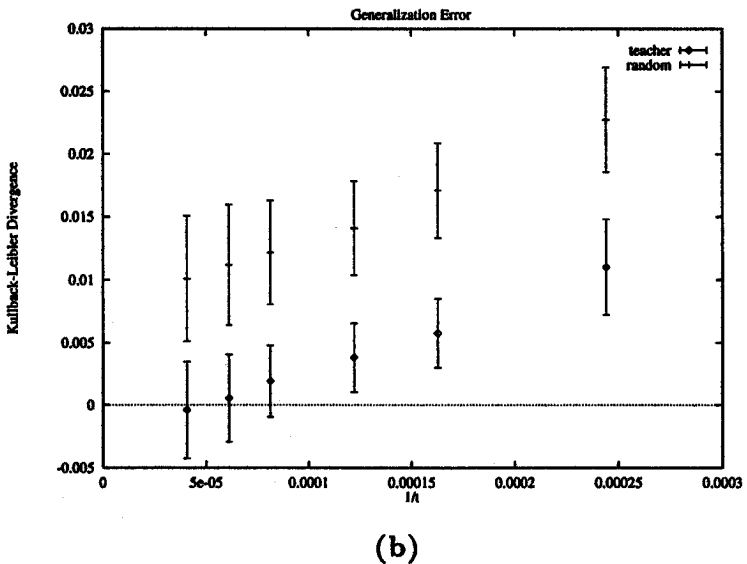 Generalization Error
0.03
0.025
0.02
0.015
0.01
0.005
0
-0.005
Kullback-Leibler Divergence
teacher
random
0
5e-05
0.0001
0.00015
0.0002
0.00025
0.0003
1/t
(b)